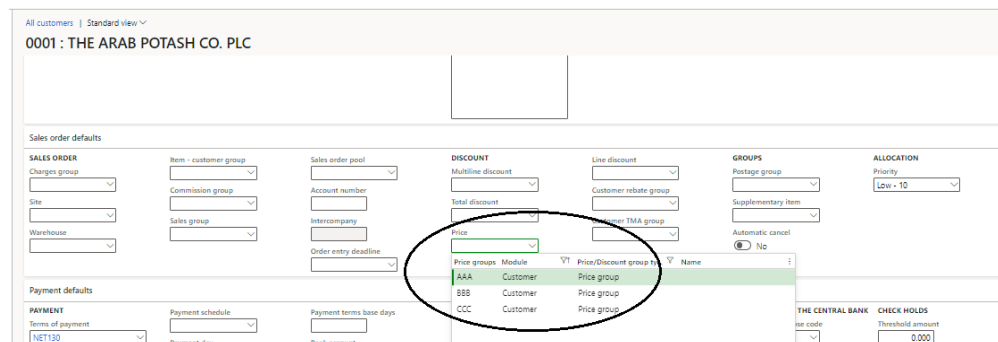 All customers | Standard view
0001 : THE ARAB POTASH CO. PLC
Sales order defaults
SALES ORDER
Charges group
Site
Warehouse
Item - customer group
Commission group
Sales group
Sales order pool
Account number
Intercompany
Order entry deadline
DISCOUNT
Multiline discount
Total discount
Price
Line discount
Customer rebate group
Customer TMA group
GROUPS
Postage group
Supplementary item
Automatic cancel
No
ALLOCATION
Priority
Low - 10
Price groups Module Price/Discount group ty Name
AAA Customer Price group
BBB Customer Price group
CCC Customer Price group
Payment defaults
PAYMENT
Terms of payment
NET130
Payment schedule
Payment terms base days
THE CENTRAL BANK
code
CHECK HOLDS
Threshold amount
0.000